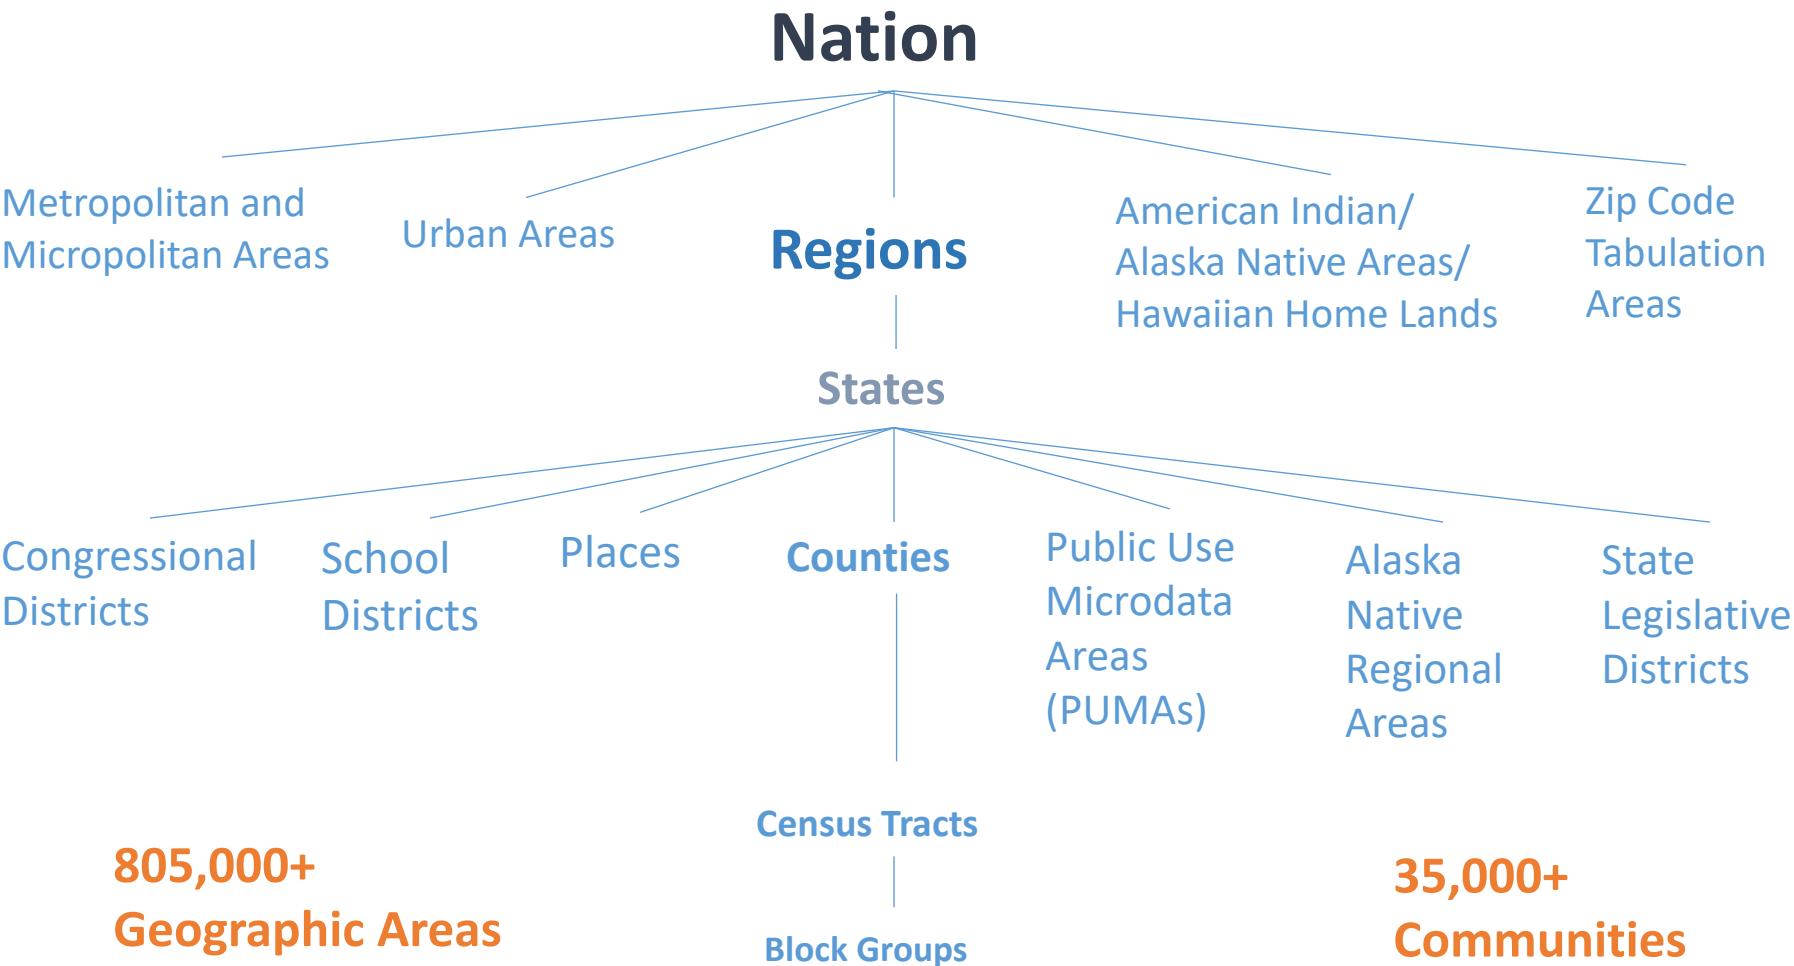 Nation
Metropolitan and
Micropolitan Areas
Urban Areas
Regions
American Indian/
Alaska Native Areas/
Hawaiian Home Lands
Zip Code
Tabulation
Areas
States
Congressional
Districts
School
Districts
Places
Counties
Public Use
Microdata
Areas
(PUMAs)
Alaska
Native
Regional
Areas
State
Legislative
Districts
Census Tracts
805,000+
Geographic Areas
Block Groups
35,000+
Communities